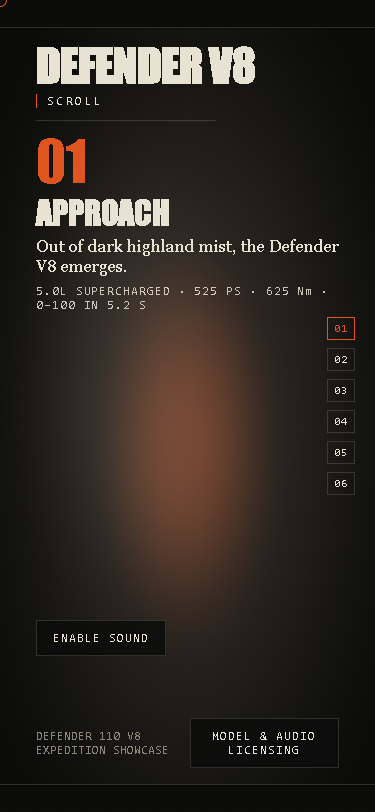 DEFENDER V8
SCROLL
01
APPROACH
Out of dark highland mist, the Defender
V8 emerges.
5.0L SUPERCHARGED · 525 PS · 625 Nm ·
0–100 IN 5.2 S
01
02
03
04
05
06
ENABLE SOUND
DEFENDER 110 V8
EXPEDITION SHOWCASE
MODEL & AUDIO
LICENSING